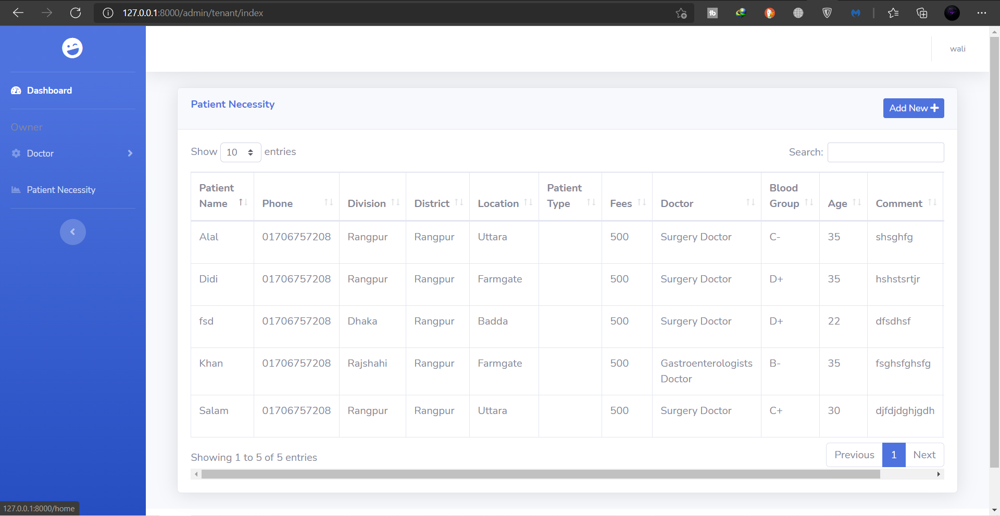 127.0.0.1:8000/admin/tenant/index
wali
Dashboard
Owner
Doctor
Patient Necessity
Patient Necessity
Add New
Show 10 entries
Search:
Patient Name Phone Division District Location Patient Type Fees Doctor Blood Group Age Comment
Alal 01706757208 Rangpur Rangpur Uttara 500 Surgery Doctor C- 35 shsghfg
Didi 01706757208 Rangpur Rangpur Farmgate 500 Surgery Doctor D+ 35 hshstsrtjr
fsd 01706757208 Dhaka Rangpur Badda 500 Surgery Doctor D+ 22 dfsdhsf
Khan 01706757208 Rajshahi Rangpur Farmgate 500 Gastroenterologists Doctor B- 35 fsghsfghsfg
Salam 01706757208 Rangpur Rangpur Uttara 500 Surgery Doctor C+ 30 djfdjdghjgdh
Showing 1 to 5 of 5 entries
Previous 1 Next
127.0.0.1:8000/home